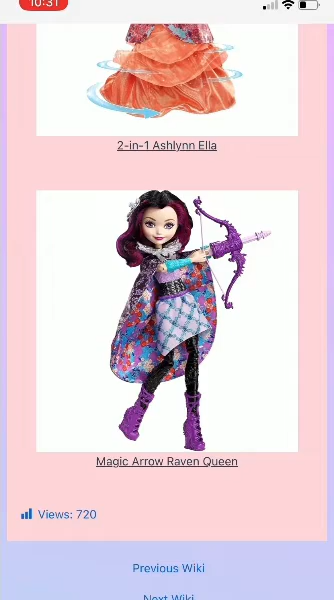 10:31
2-in-1 Ashlynn Ella
Magic Arrow Raven Queen
Views: 720
Previous Wiki
Next Wiki